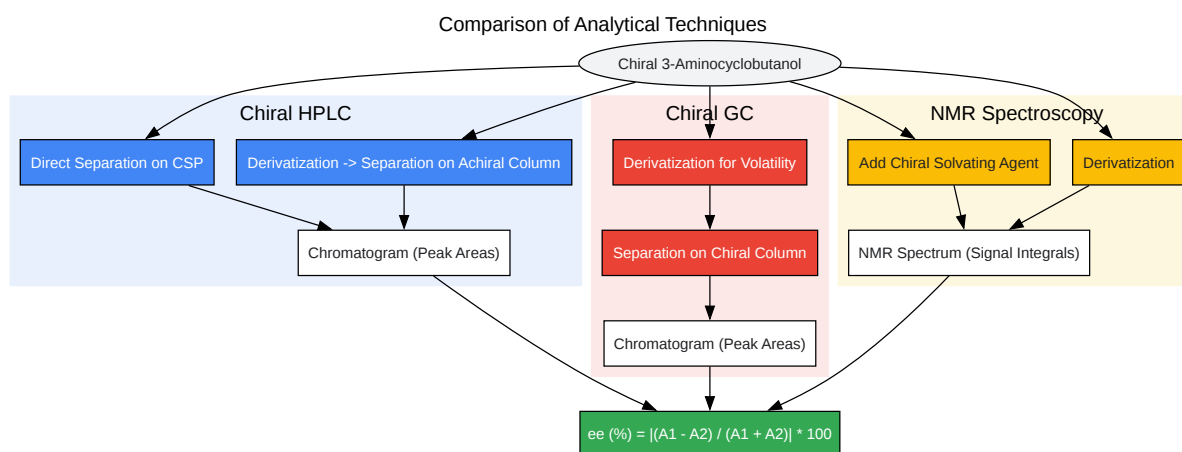 Comparison of Analytical Techniques
Chiral 3-Aminocyclobutanol
Chiral HPLC
Chiral GC
NMR Spectroscopy
Direct Separation on CSP
Derivatization -> Separation on Achiral Column
Derivatization for Volatility
Add Chiral Solvating Agent
Derivatization
Chromatogram (Peak Areas)
Separation on Chiral Column
NMR Spectrum (Signal Integrals)
Chromatogram (Peak Areas)
ee (%) = |(A1 - A2) / (A1 + A2)| * 100